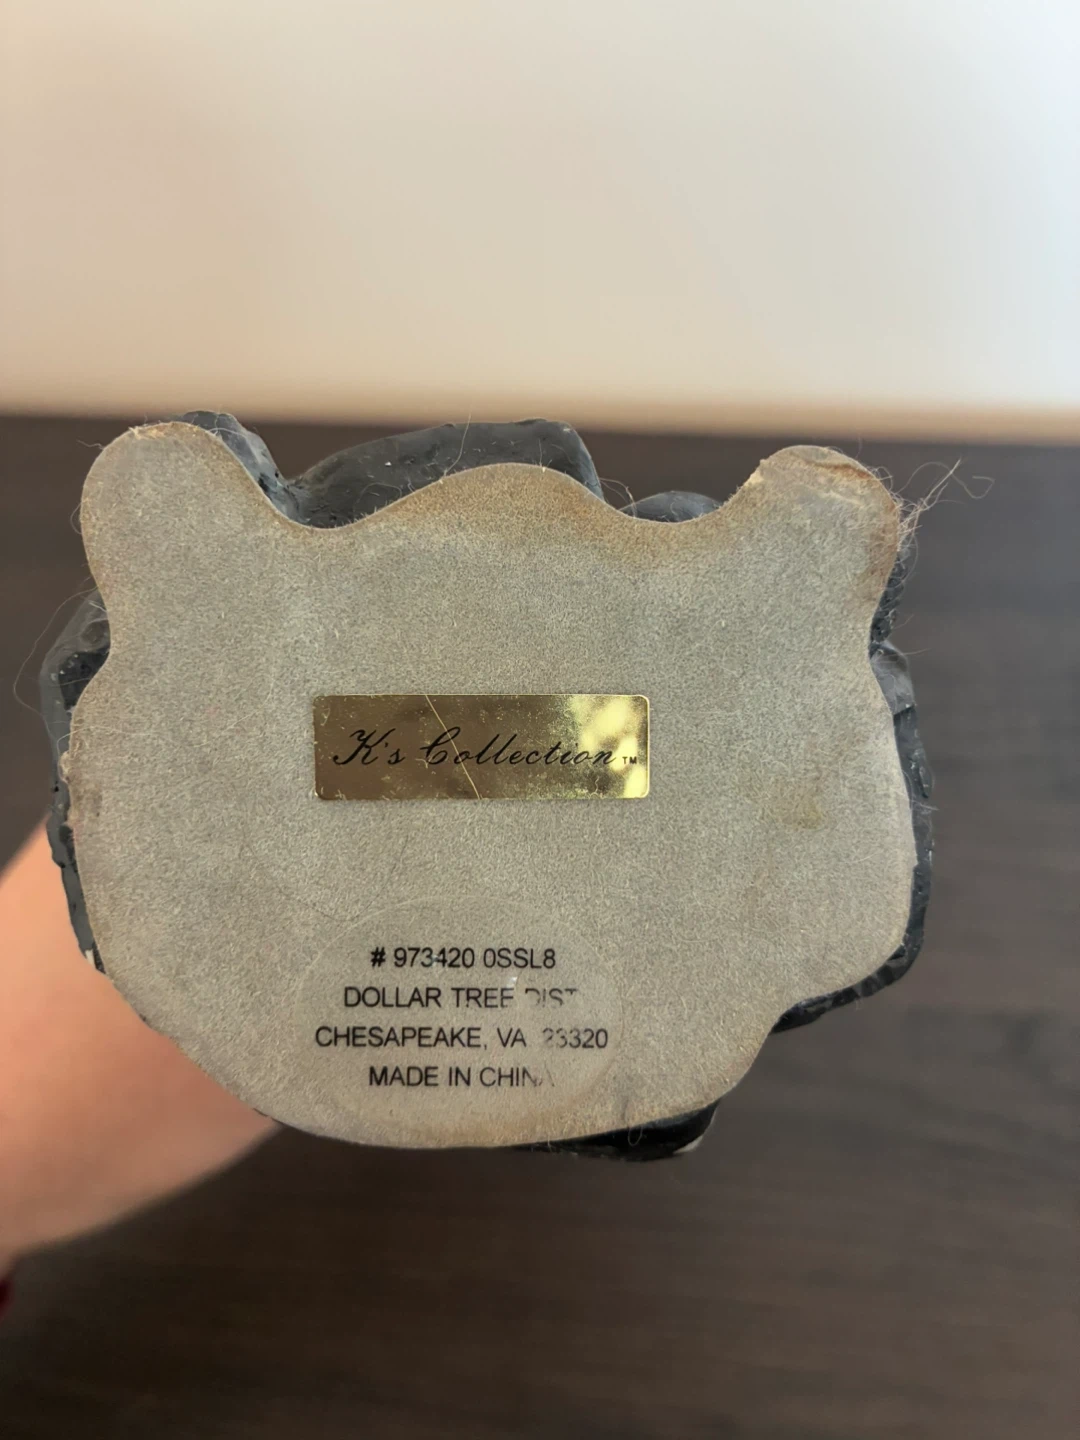 K's Collection™
# 973420 0SSL8
DOLLAR TREE DIST
CHESAPEAKE, VA 23320
MADE IN CHINA